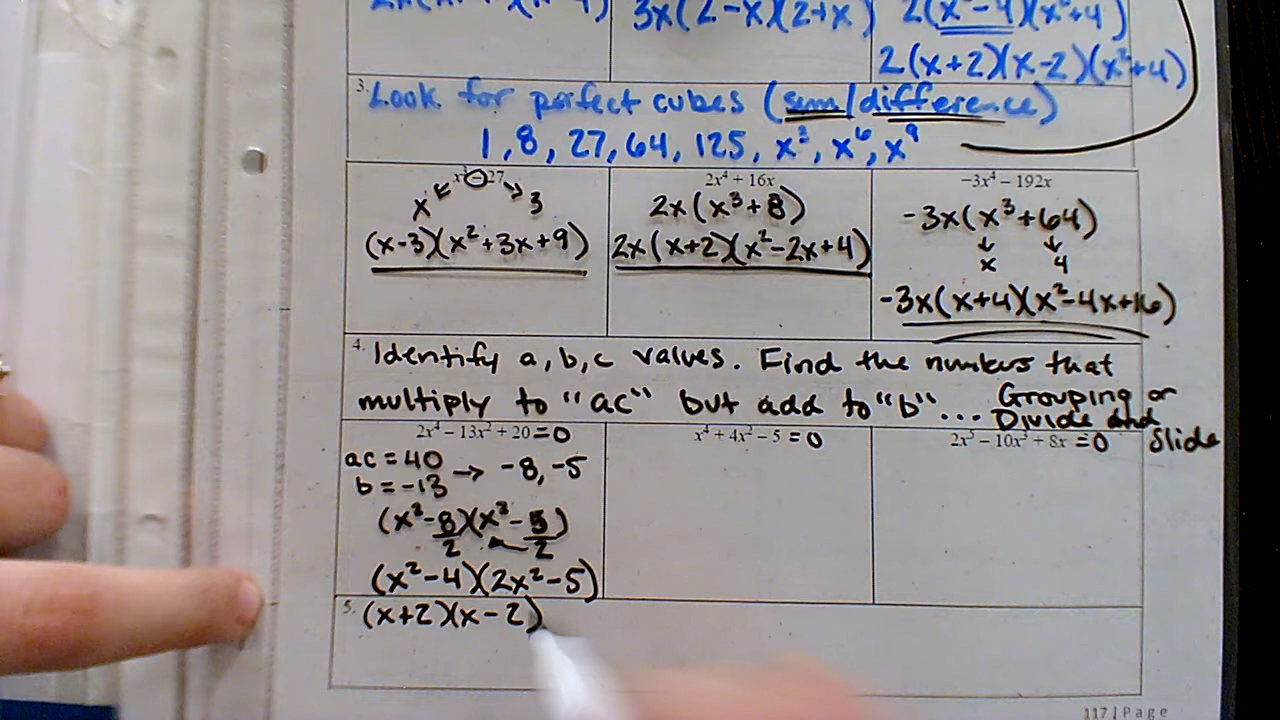 3x(2-x)(2+x)
2(x²-4)(x²+4)
2(x+2)(x-2)(x²+4)
3. Look for perfect cubes (sum/difference)
1, 8, 27, 64, 125, x³, x⁶, x⁹
x³ - 27
x 3
(x-3)(x²+3x+9)
2x⁴ + 16x
2x(x³+8)
2x(x+2)(x²-2x+4)
-3x⁴ - 192x
-3x(x³+64)
x 4
-3x(x+4)(x²-4x+16)
4. Identify a, b, c values. Find the numbers that
multiply to "ac" but add to "b"... Grouping or
Divide and
Slide
2x⁴ - 13x² + 20 = 0
ac = 40 → -8, -5
b = -13
(x²-8/2)(x²-5/2)
(x²-4)(2x²-5)
(x+2)(x-2)
x⁴ + 4x² - 5 = 0
2x⁵ - 10x³ + 8x = 0
5.
117 | Page